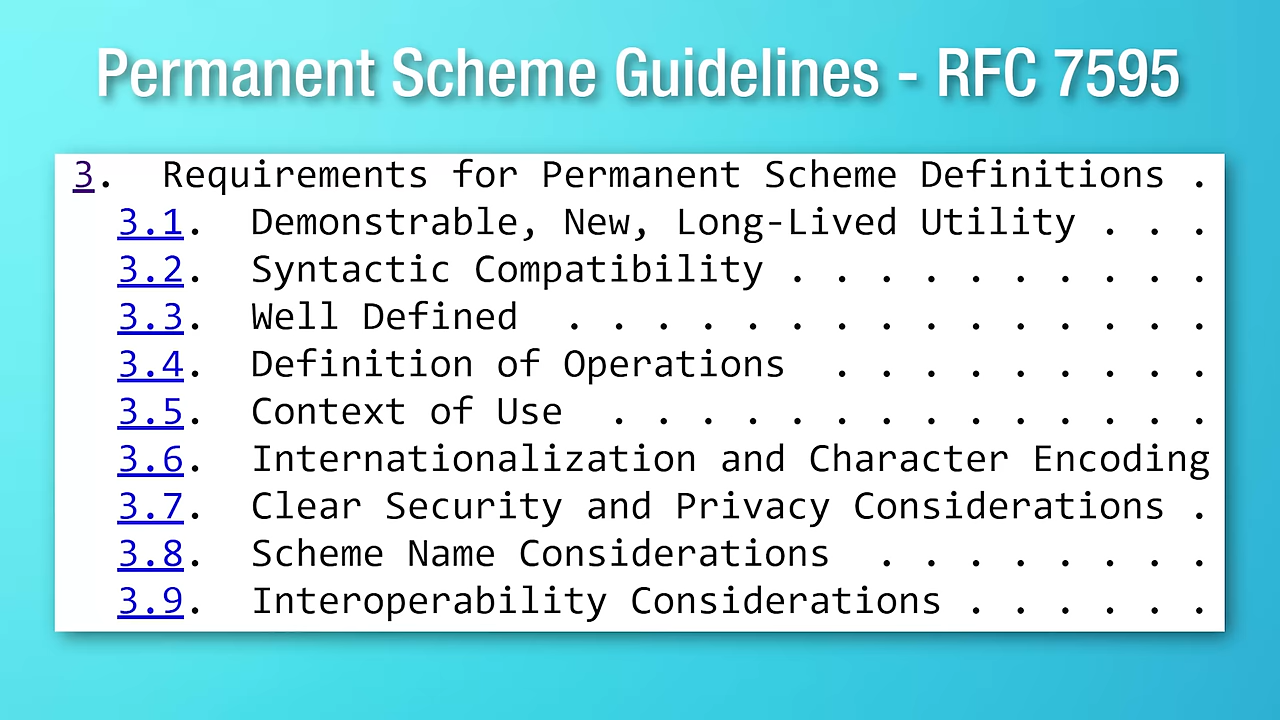 Permanent Scheme Guidelines - RFC 7595
3.  Requirements for Permanent Scheme Definitions .
3.1.  Demonstrable, New, Long-Lived Utility . . .
3.2.  Syntactic Compatibility . . . . . . . . . .
3.3.  Well Defined  . . . . . . . . . . . . . . .
3.4.  Definition of Operations  . . . . . . . . .
3.5.  Context of Use  . . . . . . . . . . . . . .
3.6.  Internationalization and Character Encoding
3.7.  Clear Security and Privacy Considerations .
3.8.  Scheme Name Considerations  . . . . . . . .
3.9.  Interoperability Considerations . . . . . .